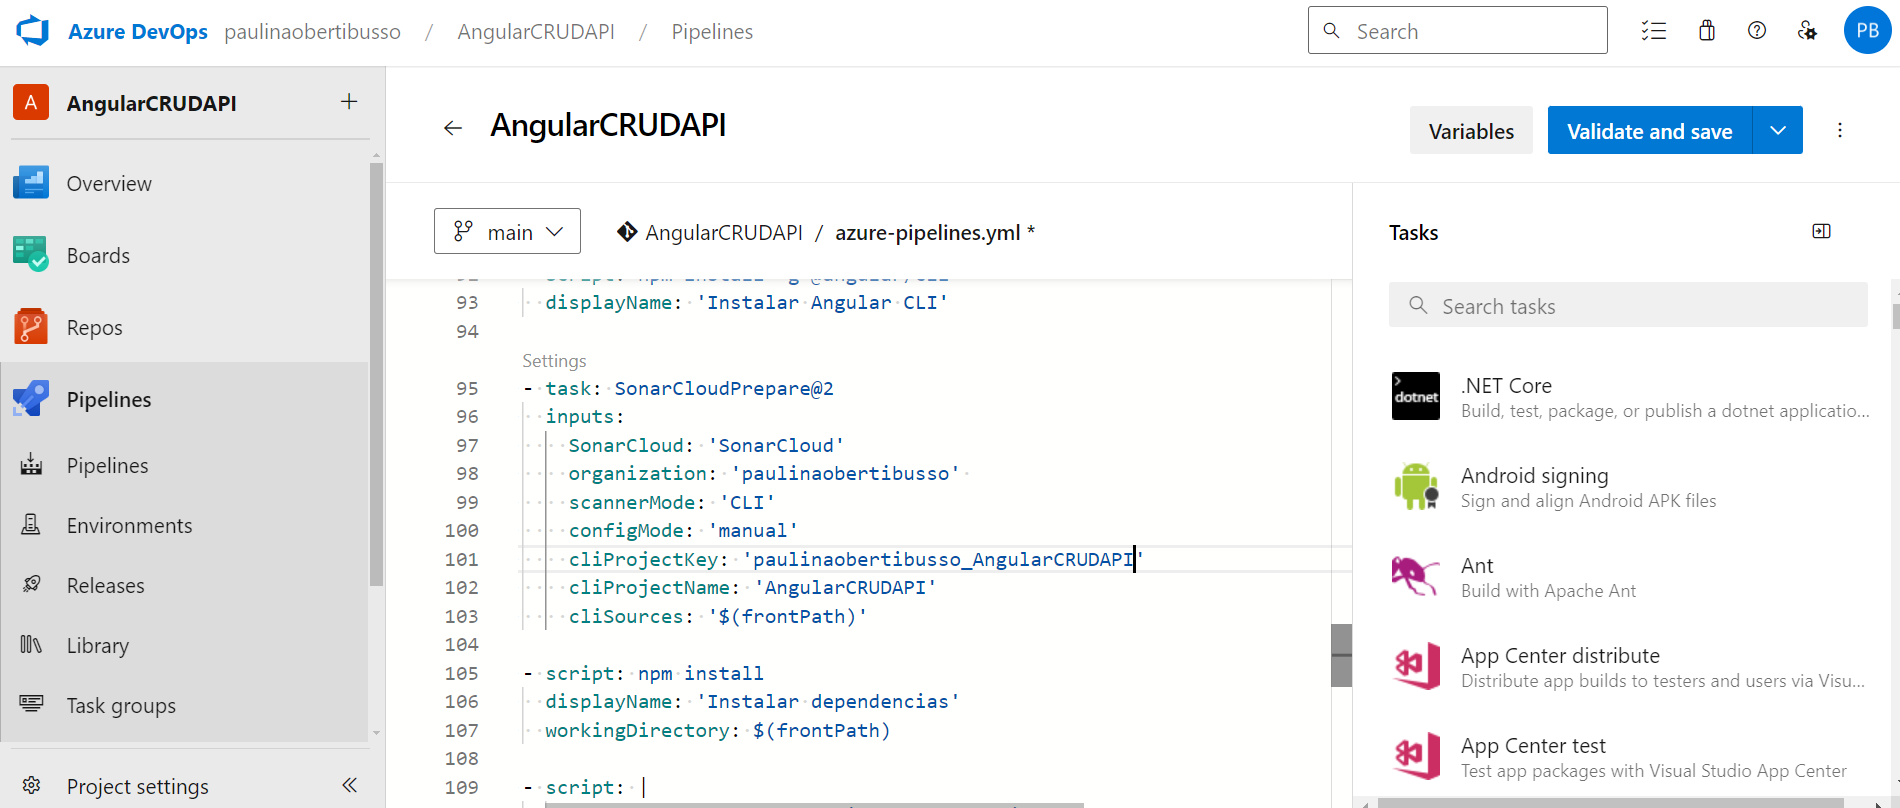 Azure DevOps paulinaobertibusso / AngularCRUDAPI / Pipelines
Search
PB
A AngularCRUDAPI +
Overview
Boards
Repos
Pipelines
Pipelines
Environments
Releases
Library
Task groups
Project settings
AngularCRUDAPI
Variables
Validate and save
main
AngularCRUDAPI / azure-pipelines.yml *
93 displayName: 'Instalar Angular CLI'
94
Settings
95 - task: SonarCloudPrepare@2
96 inputs:
97 SonarCloud: 'SonarCloud'
98 organization: 'paulinaobertibusso'
99 scannerMode: 'CLI'
100 configMode: 'manual'
101 cliProjectKey: 'paulinaobertibusso_AngularCRUDAPI'
102 cliProjectName: 'AngularCRUDAPI'
103 cliSources: '$(frontPath)'
104
105 - script: npm install
106 displayName: 'Instalar dependencias'
107 workingDirectory: $(frontPath)
108
109 - script: |
Tasks
Search tasks
dotnet
.NET Core
Build, test, package, or publish a dotnet applicatio...
Android signing
Sign and align Android APK files
Ant
Build with Apache Ant
App Center distribute
Distribute app builds to testers and users via Visu...
App Center test
Test app packages with Visual Studio App Center